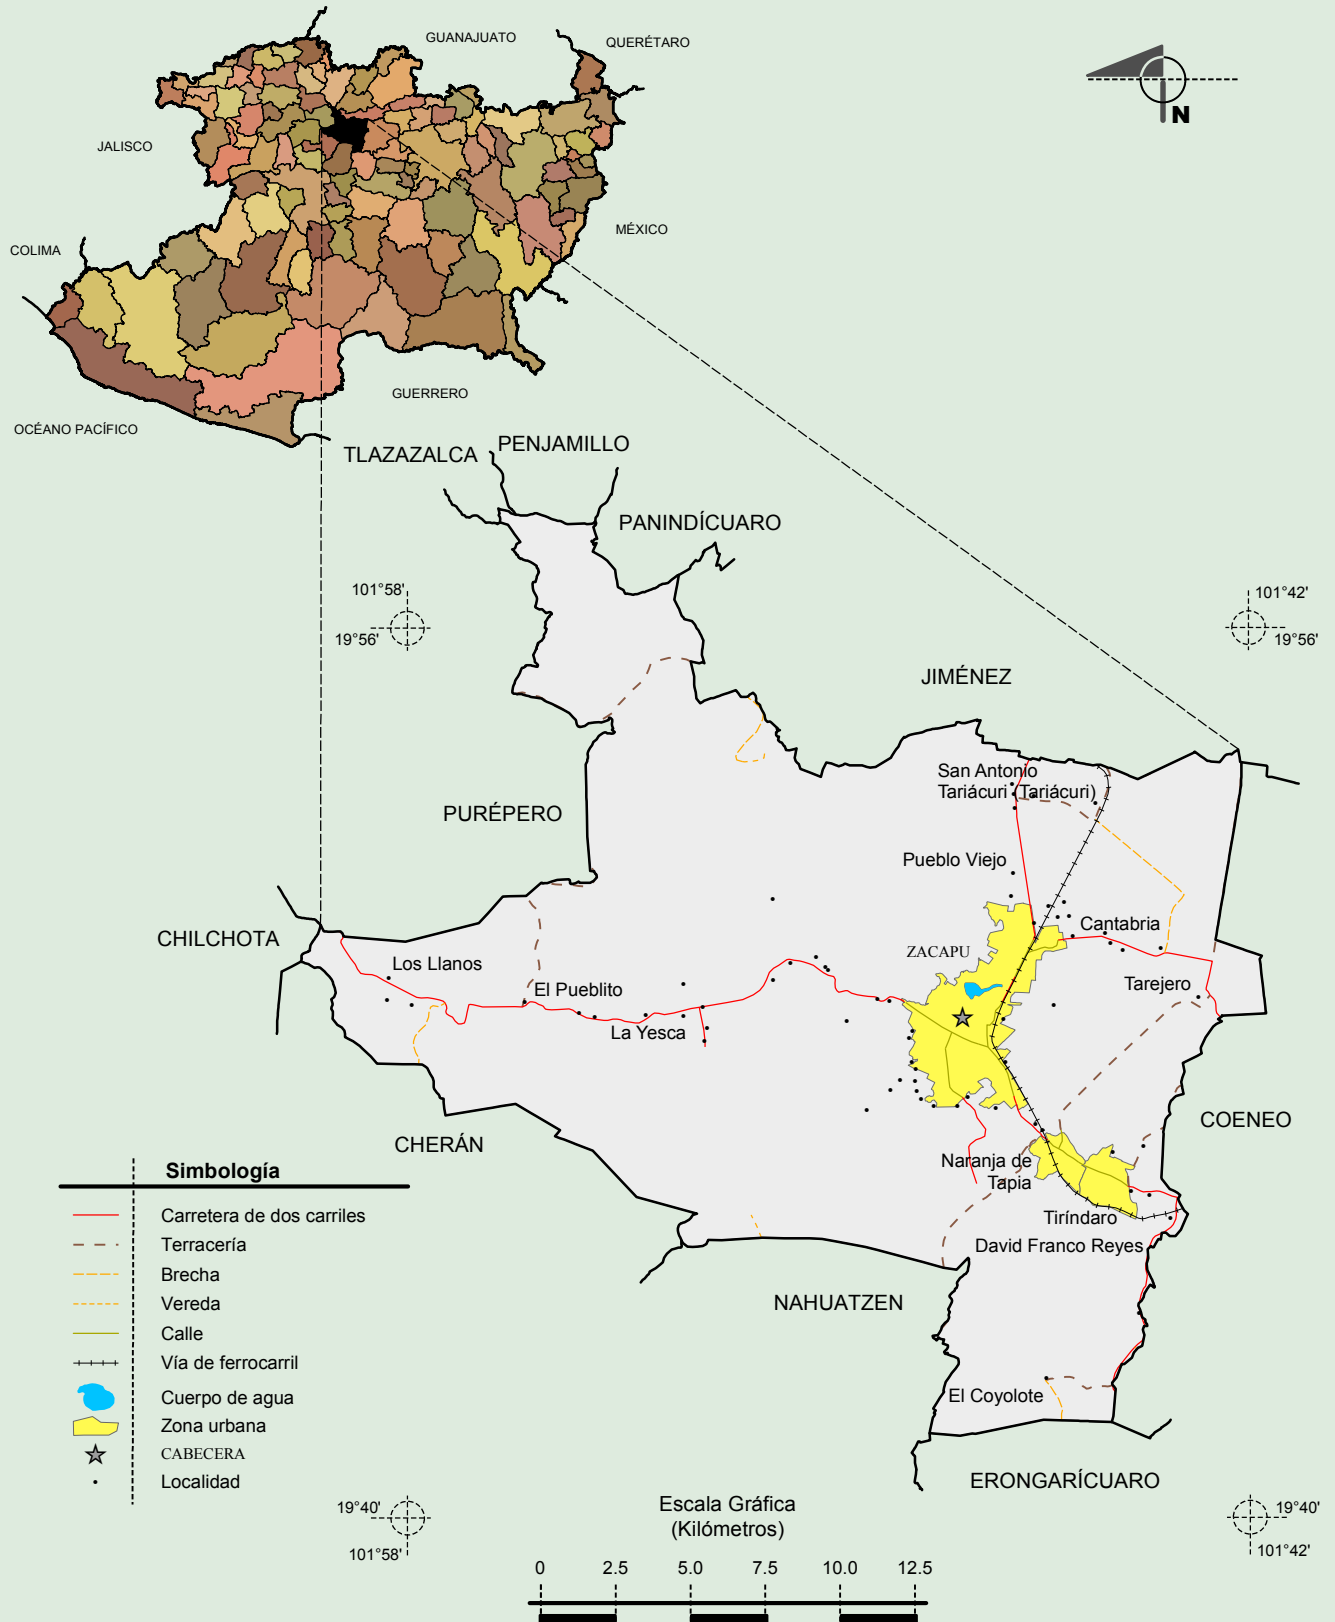 GUANAJUATO
QUERÉTARO
N
JALISCO
MÉXICO
COLIMA
GUERRERO
OCÉANO PACÍFICO
TLAZAZALCA
PENJAMILLO
PANINDÍCUARO
101°58'
19°56'
101°42'
19°56'
JIMÉNEZ
San Antonio
Tariácuri (Tariácuri)
PURÉPERO
Pueblo Viejo
Cantabria
CHILCHOTA
ZACAPU
Los Llanos
El Pueblito
Tarejero
La Yesca
COENEO
CHERÁN
Naranja de
Tapia
Tiríndaro
David Franco Reyes
NAHUATZEN
El Coyolote
ERONGARÍCUARO
Simbología
Carretera de dos carriles
Terracería
Brecha
Vereda
Calle
Vía de ferrocarril
Cuerpo de agua
Zona urbana
CABECERA
Localidad
19°40'
101°58'
19°40'
101°42'
Escala Gráfica
(Kilómetros)
0 2.5 5.0 7.5 10.0 12.5